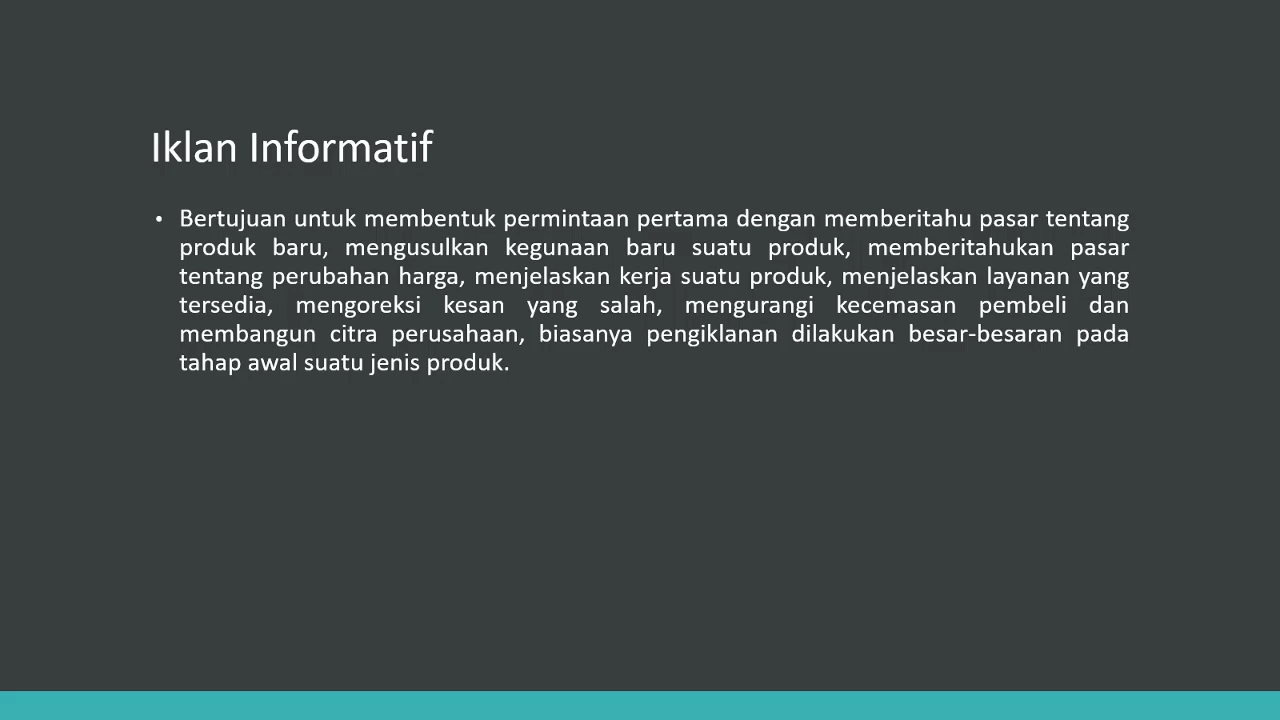 Iklan Informatif
• Bertujuan untuk membentuk permintaan pertama dengan memberitahu pasar tentang
produk baru, mengusulkan kegunaan baru suatu produk, memberitahukan pasar
tentang perubahan harga, menjelaskan kerja suatu produk, menjelaskan layanan yang
tersedia, mengoreksi kesan yang salah, mengurangi kecemasan pembeli dan
membangun citra perusahaan, biasanya pengiklanan dilakukan besar-besaran pada
tahap awal suatu jenis produk.